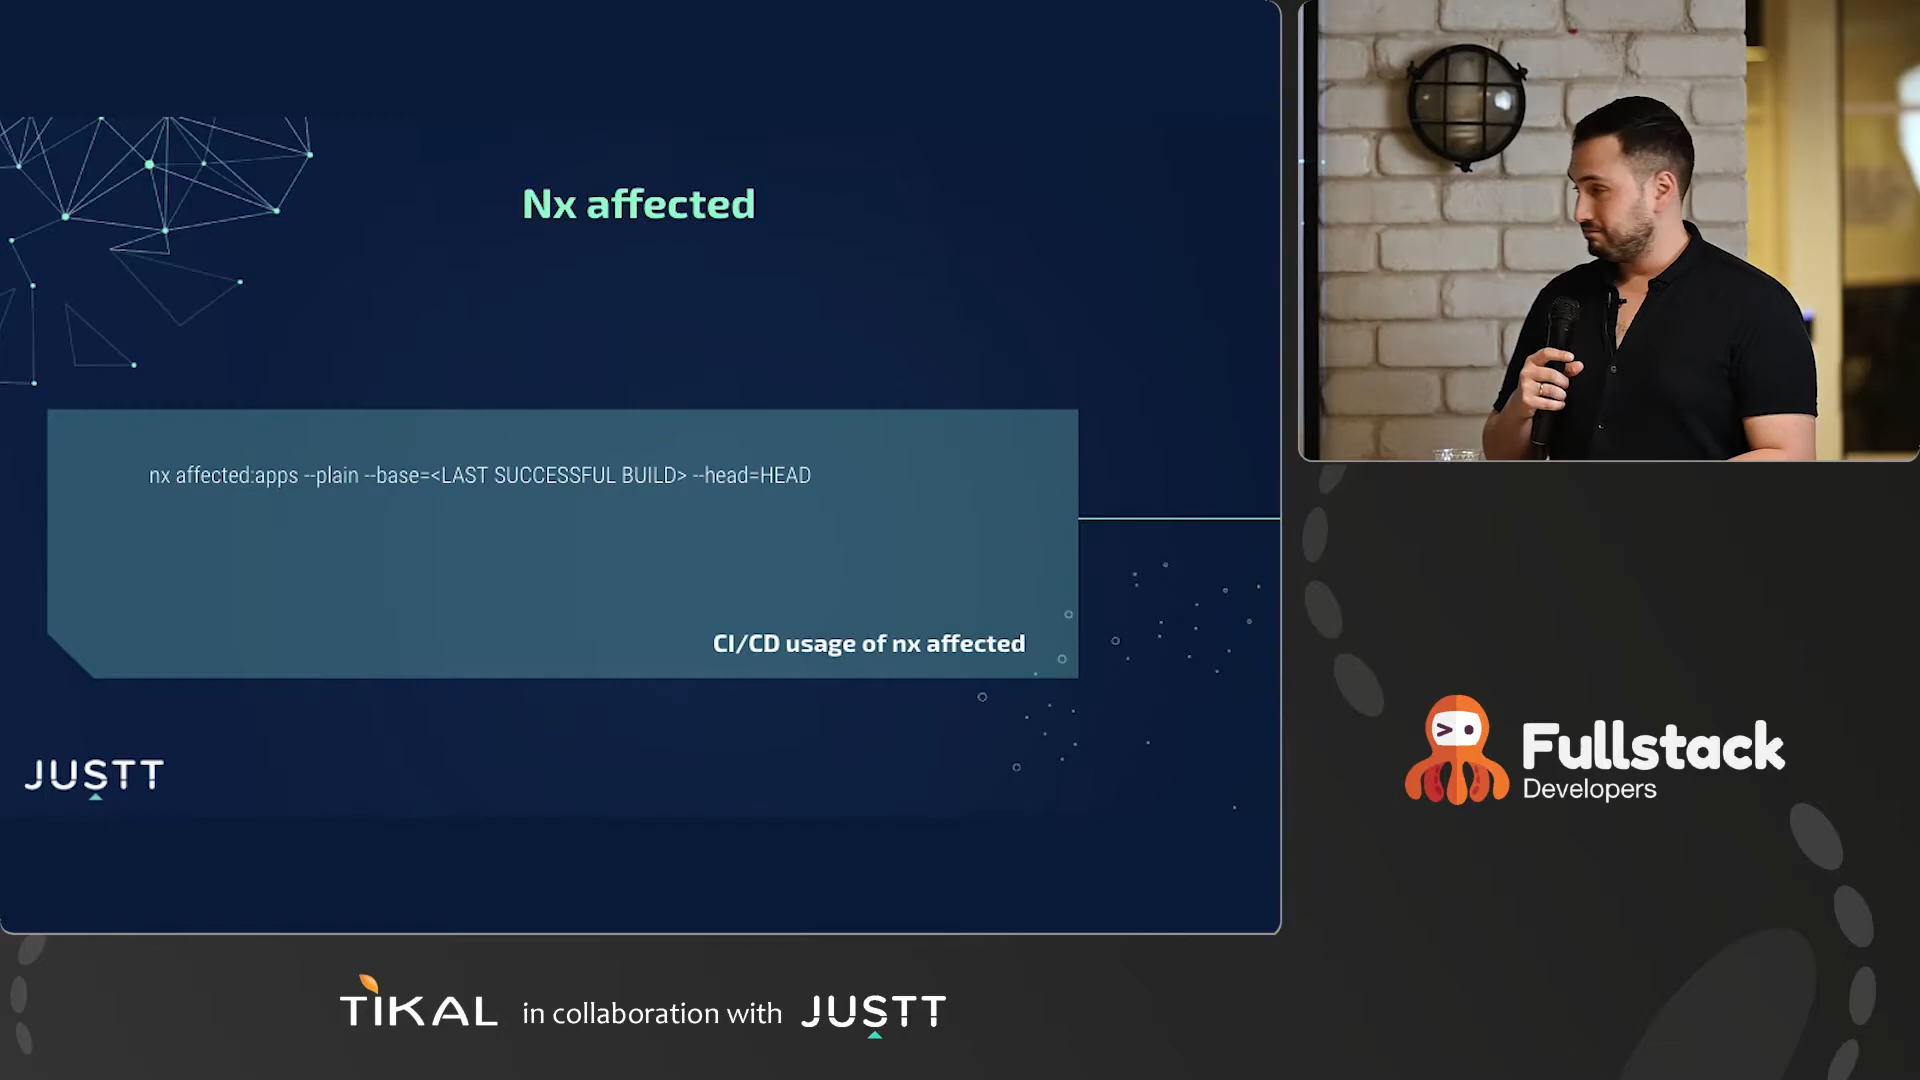 Nx affected
nx affected:apps --plain --base=<LAST SUCCESSFUL BUILD> --head=HEAD
CI/CD usage of nx affected
JUSTT
Fullstack
Developers
TIKAL in collaboration with JUSTT